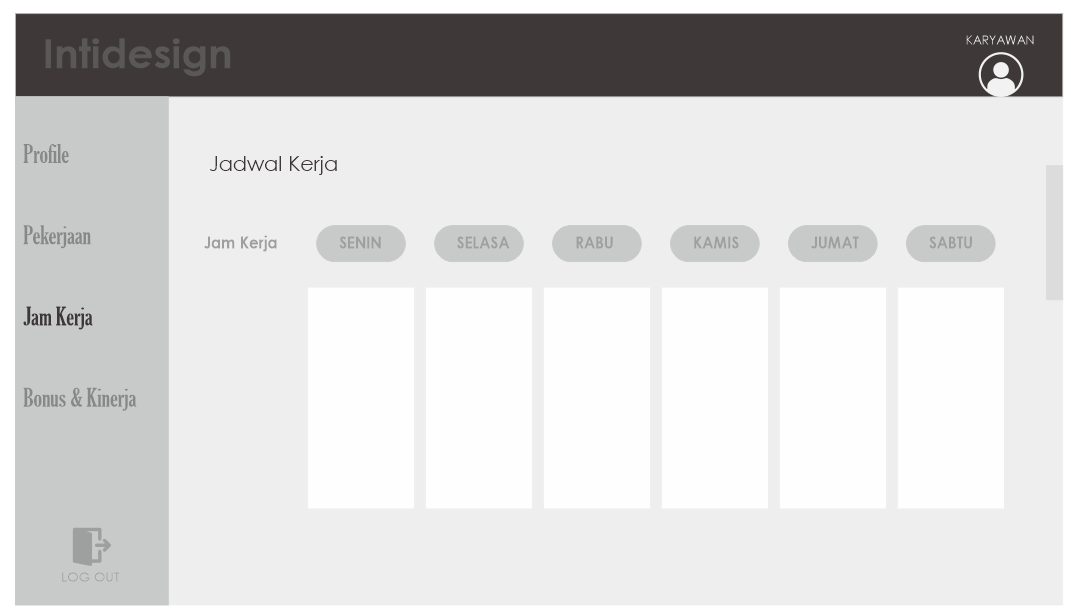 Intidesign
KARYAWAN
Profile
Pekerjaan
Jam Kerja
Bonus & Kinerja
LOG OUT
Jadwal Kerja
Jam Kerja
SENIN
SELASA
RABU
KAMIS
JUMAT
SABTU